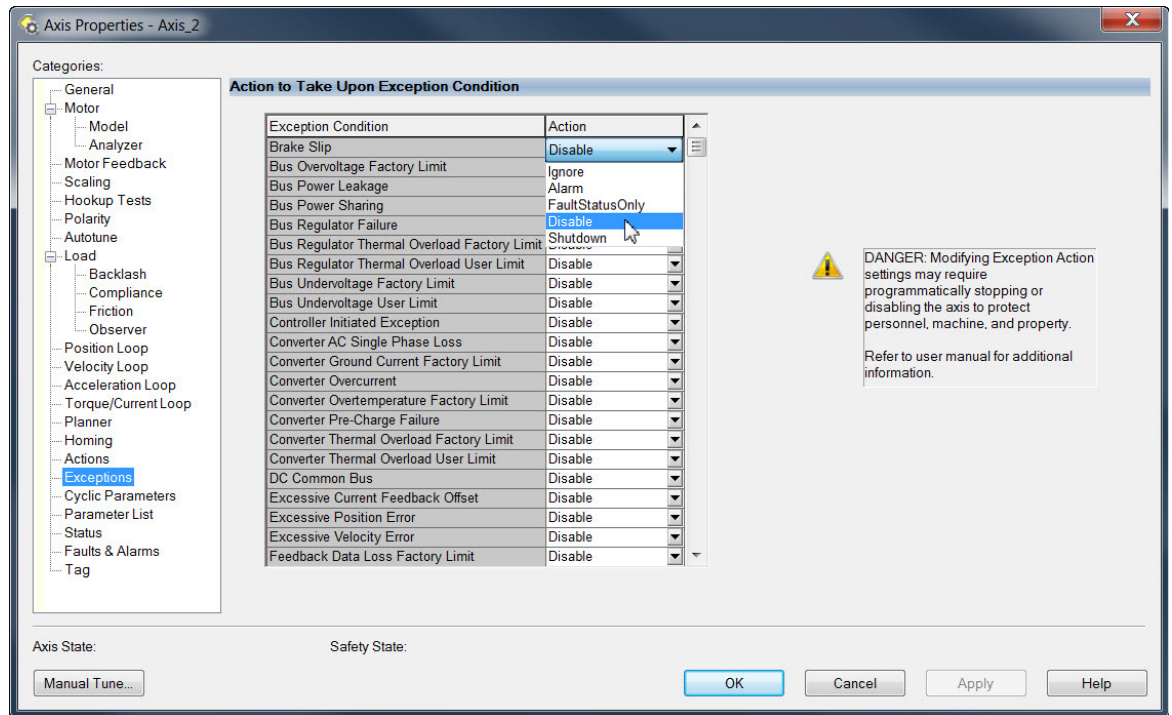 Axis Properties - Axis_2
X
Categories:
General
Motor
Model
Analyzer
Motor Feedback
Scaling
Hookup Tests
Polarity
Autotune
Load
Backlash
Compliance
Friction
Observer
Position Loop
Velocity Loop
Acceleration Loop
Torque/Current Loop
Planner
Homing
Actions
Exceptions
Cyclic Parameters
Parameter List
Status
Faults & Alarms
Tag
Action to Take Upon Exception Condition
Exception Condition Action
Brake Slip Disable
Bus Overvoltage Factory Limit
Bus Power Leakage
Bus Power Sharing
Bus Regulator Failure
Bus Regulator Thermal Overload Factory Limit
Ignore
Alarm
FaultStatusOnly
Disable
Shutdown
Bus Regulator Thermal Overload User Limit Disable
Bus Undervoltage Factory Limit Disable
Bus Undervoltage User Limit Disable
Controller Initiated Exception Disable
Converter AC Single Phase Loss Disable
Converter Ground Current Factory Limit Disable
Converter Overcurrent Disable
Converter Overtemperature Factory Limit Disable
Converter Pre-Charge Failure Disable
Converter Thermal Overload Factory Limit Disable
Converter Thermal Overload User Limit Disable
DC Common Bus Disable
Excessive Current Feedback Offset Disable
Excessive Position Error Disable
Excessive Velocity Error Disable
Feedback Data Loss Factory Limit Disable
DANGER: Modifying Exception Action
settings may require
programmatically stopping or
disabling the axis to protect
personnel, machine, and property.
Refer to user manual for additional
information.
Axis State: Safety State:
Manual Tune... OK Cancel Apply Help